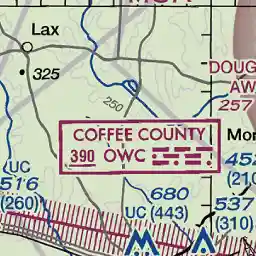 Lax
325
250
DOUG
AW
257
COFFEE COUNTY
390 OWC
Mor
452
(210
UC
516
(260)
680
UC (443)
537
(310)